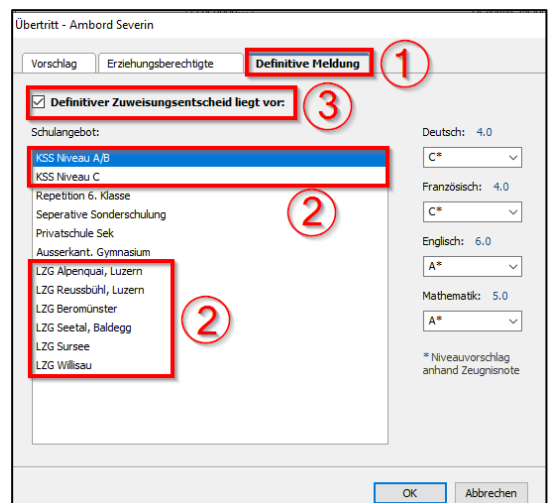 Übertritt - Ambord Severin
Vorschlag Erziehungsberechtigte Definitive Meldung 1
Definitiver Zuweisungsentscheid liegt vor: 3
Schulangebot:
KSS Niveau A/B
KSS Niveau C
Repetition 6. Klasse
Seperative Sonderschulung
Privatschule Sek
Ausserkant. Gymnasium
2
LZG Alpenquai, Luzern
LZG Reussbühl, Luzern
LZG Beromünster
LZG Seetal, Baldegg
LZG Sursee
LZG Willisau
2
Deutsch: 4.0
C*
Französisch: 4.0
C*
Englisch: 6.0
A*
Mathematik: 5.0
A*
* Niveauvorschlag
anhand Zeugnisnote
OK Abbrechen